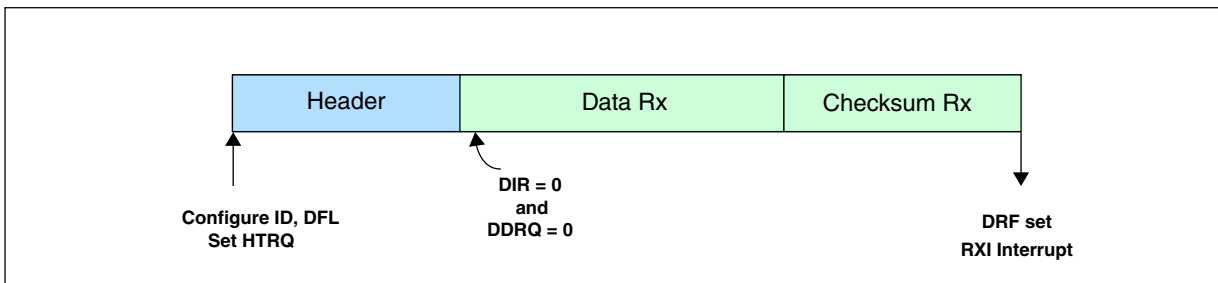 Header
Data Rx
Checksum Rx
Configure ID, DFL
Set HTRQ
DIR = 0
and
DDRQ = 0
DRF set
RXI Interrupt